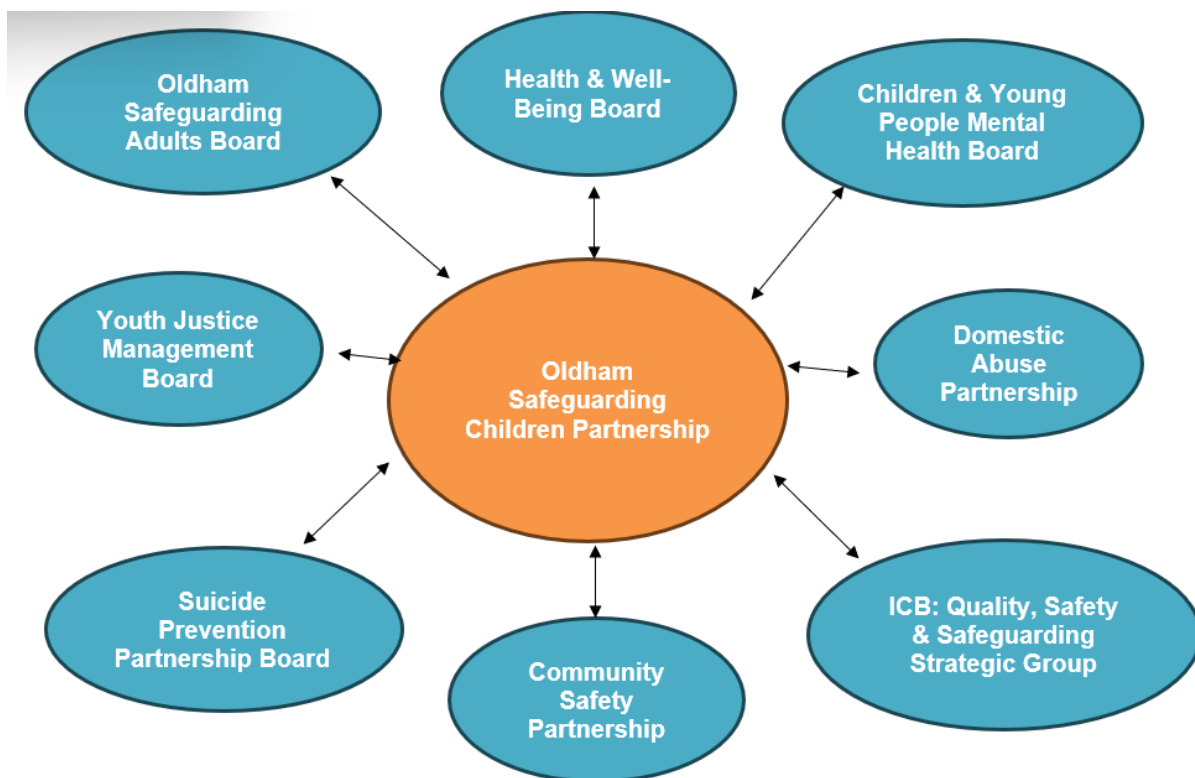 Oldham
Safeguarding
Adults Board
Health & Well-
Being Board
Children & Young
People Mental
Health Board
Youth Justice
Management
Board
Oldham
Safeguarding
Children Partnership
Domestic
Abuse
Partnership
Suicide
Prevention
Partnership Board
Community
Safety
Partnership
ICB: Quality, Safety
& Safeguarding
Strategic Group